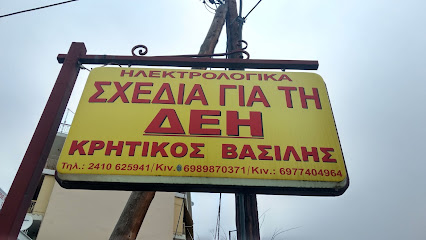 ΗΛΕΚΤΡΟΛΟΓΙΚΑ
ΣΧΕΔΙΑ ΓΙΑ ΤΗ
ΔΕΗ
ΚΡΗΤΙΚΟΣ ΒΑΣΙΛΗΣ
Τηλ.: 2410 625941/Κιν. 6989870371/Κιν.: 6977404964